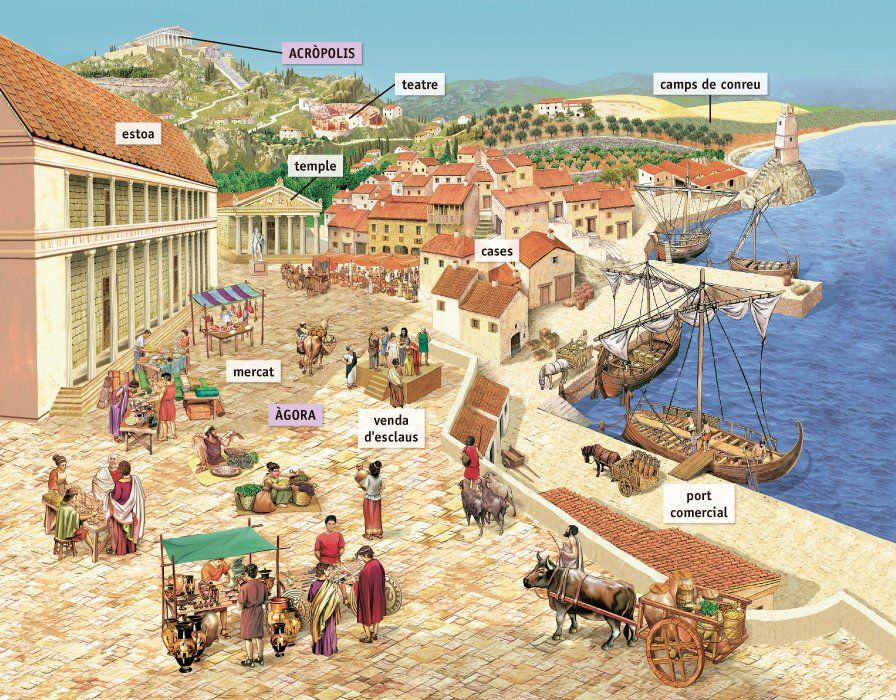 ACRÒPOLIS
teatre
camps de conreu
estoa
temple
cases
mercat
ÀGORA
venda
d'esclaus
port
comercial